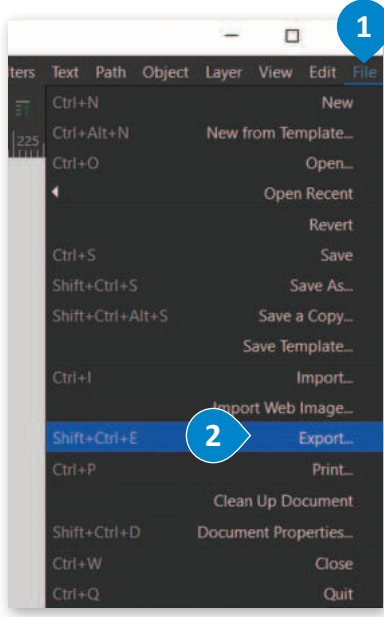 1
ters Text Path Object Layer View Edit File
225
Ctrl+N New
Ctrl+Alt+N New from Template...
Ctrl+O Open...
Open Recent
Revert
Ctrl+S Save
Shift+Ctrl+S Save As...
Shift+Ctrl+Alt+S Save a Copy...
Save Template...
Ctrl+I Import...
Import Web Image...
Shift+Ctrl+E 2 Export...
Ctrl+P Print...
Clean Up Document
Shift+Ctrl+D Document Properties...
Ctrl+W Close
Ctrl+Q Quit